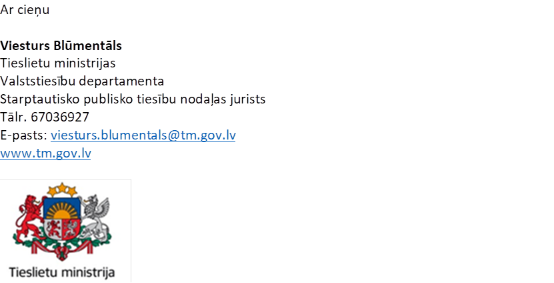 Ar cieņu
Viesturs Blūmentāls
Tieslietu ministrijas
Valststiesību departamenta
Starptautisko publisko tiesību nodaļas jurists
Tālr. 67036927
E-pasts: viesturs.blumentals@tm.gov.lv
www.tm.gov.lv
Tieslietu ministrija